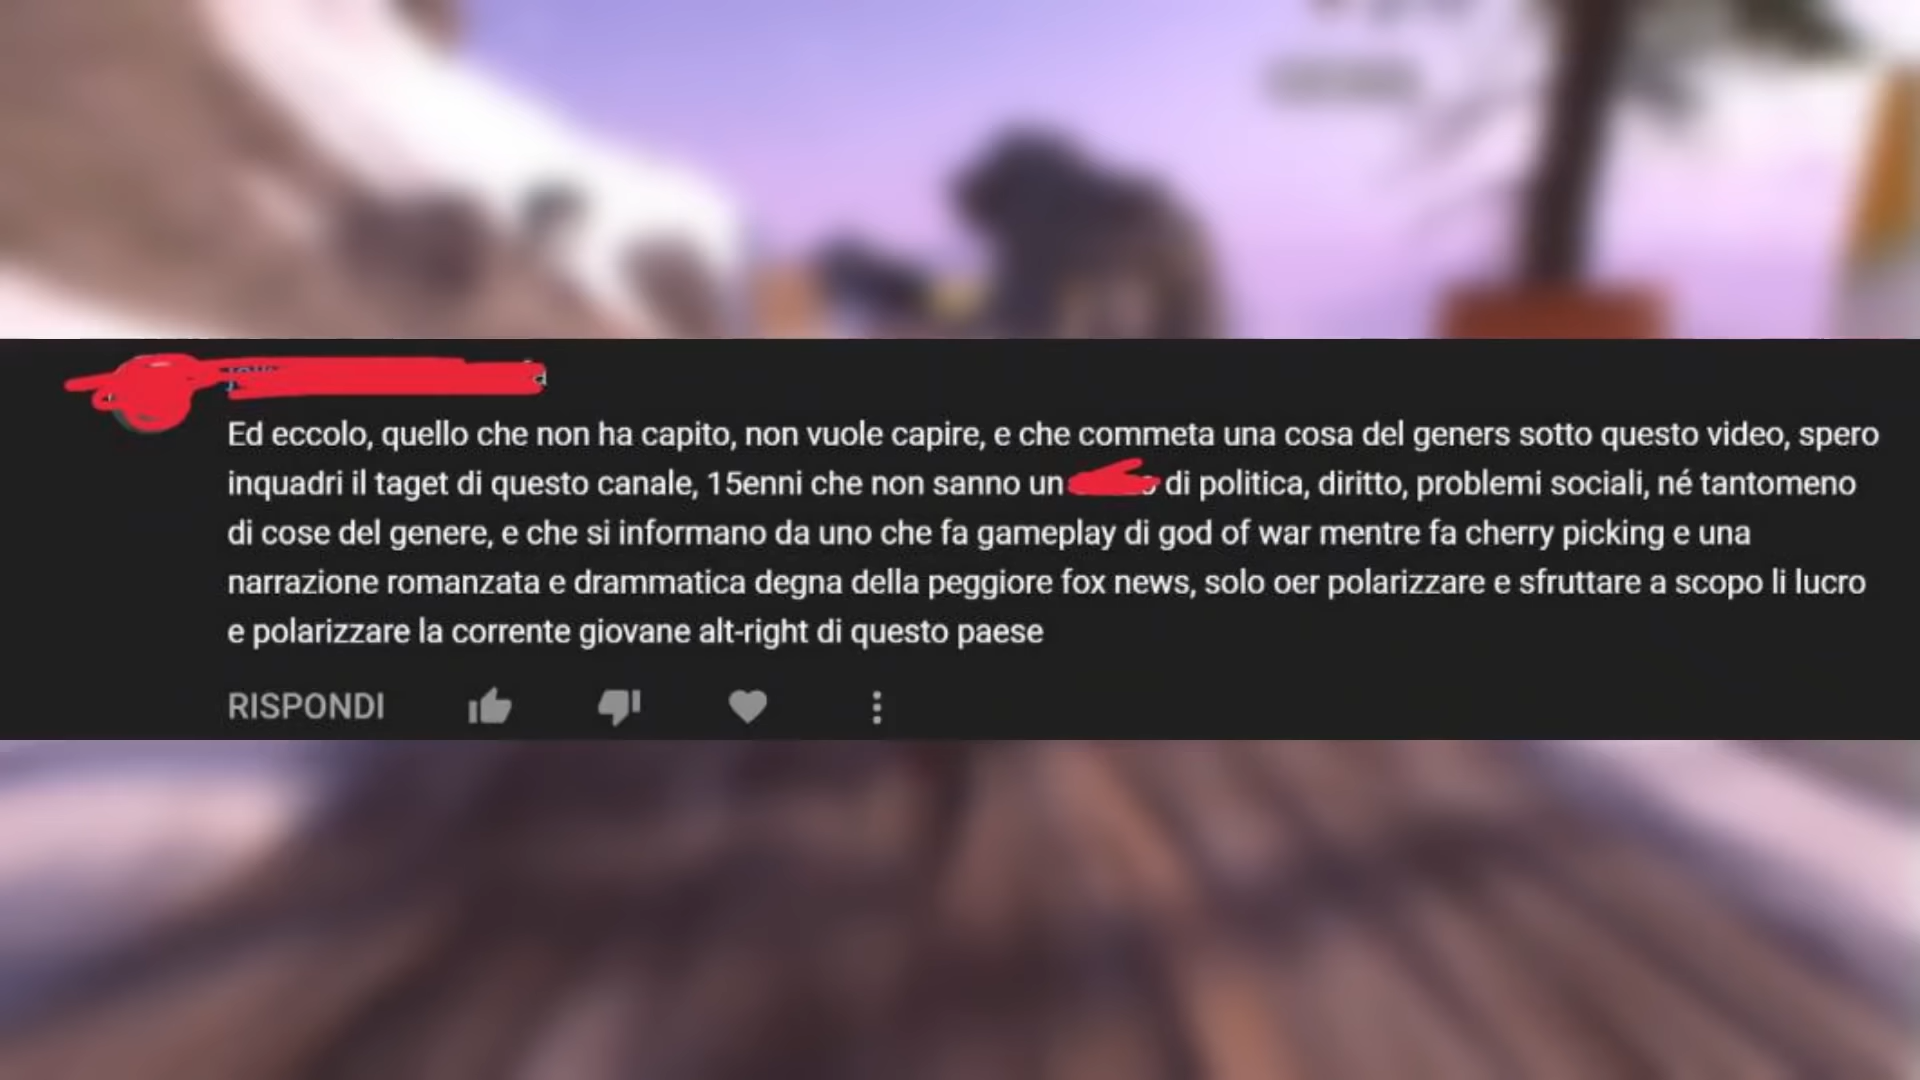 Ed eccolo, quello che non ha capito, non vuole capire, e che commeta una cosa del geners sotto questo video, spero
inquadri il taget di questo canale, 15enni che non sanno un di politica, diritto, problemi sociali, né tantomeno
di cose del genere, e che si informano da uno che fa gameplay di god of war mentre fa cherry picking e una
narrazione romanzata e drammatica degna della peggiore fox news, solo oer polarizzare e sfruttare a scopo li lucro
e polarizzare la corrente giovane alt-right di questo paese
RISPONDI